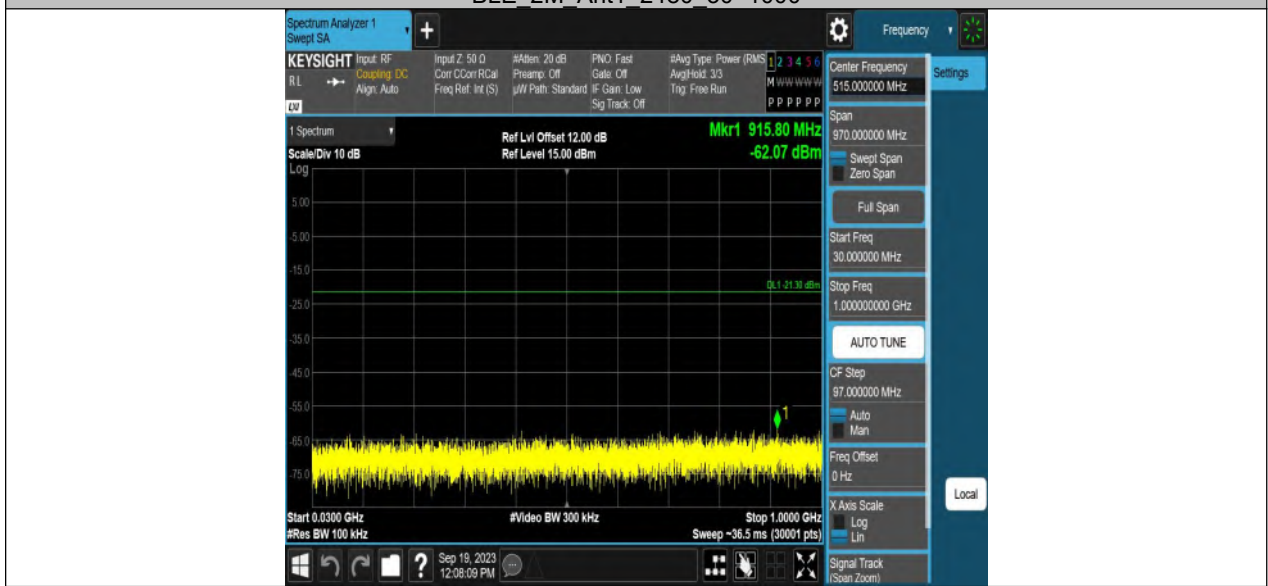 Spectrum Analyzer 1
Swept SA
+
Frequency
KEYSIGHT
RL
LXI
Input: RF
Coupling: DC
Align: Auto
Input Z: 50 Ω
Corr CCorr RCal
Freq Ref: Int (S)
#Atten: 20 dB
Preamp: Off
µW Path: Standard
PNO: Fast
Gate: Off
IF Gain: Low
Sig Track: Off
#Avg Type: Power (RMS
Avg|Hold: 3/3
Trig: Free Run
1 2 3 4 5 6
M W W W W W
P P P P P P
1 Spectrum
Scale/Div 10 dB
Log
Ref Lvl Offset 12.00 dB
Ref Level 15.00 dBm
Mkr1 915.80 MHz
-62.07 dBm
5.00
-5.00
-15.0
DL1 -21.30 dBm
-25.0
-35.0
-45.0
-55.0
1
-65.0
-75.0
Start 0.0300 GHz
#Res BW 100 kHz
#Video BW 300 kHz
Stop 1.0000 GHz
Sweep ~36.5 ms (30001 pts)
?
Sep 19, 2023
12:08:09 PM
Center Frequency
515.000000 MHz
Settings
Span
970.000000 MHz
Swept Span
Zero Span
Full Span
Start Freq
30.000000 MHz
Stop Freq
1.000000000 GHz
AUTO TUNE
CF Step
97.000000 MHz
Auto
Man
Freq Offset
0 Hz
Local
X Axis Scale
Log
Lin
Signal Track
(Span Zoom)